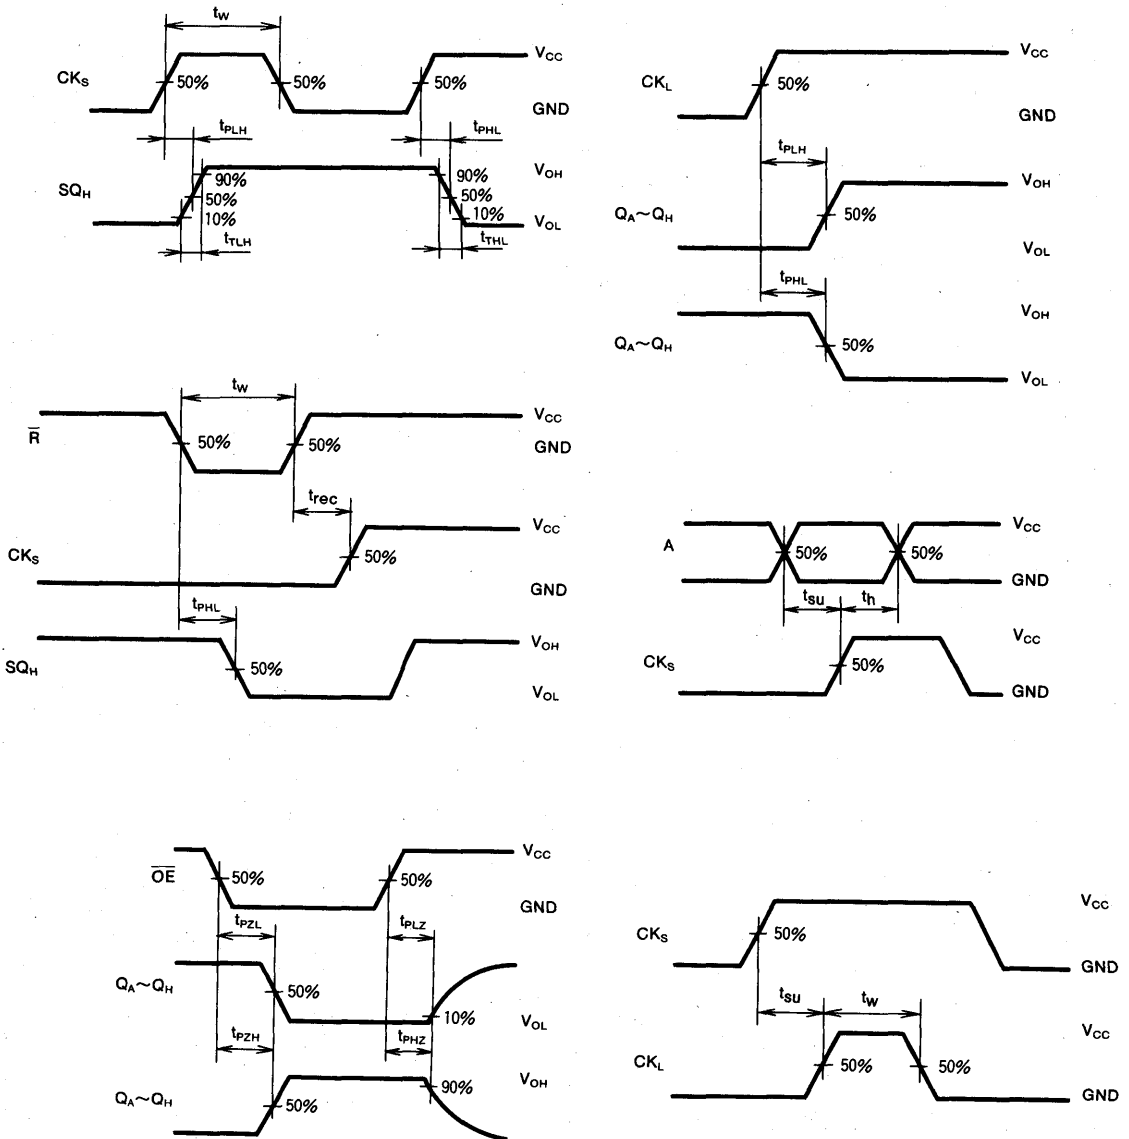 tW
CKS 50% 50% 50% VCC
GND
tPLH tPHL
SQH 90% 90% VOH
50% 50%
10% 10% VOL
tTLH tTHL
CKL 50% VCC
GND
tPLH
VOH
QA~QH 50%
VOL
tPHL
VOH
QA~QH 50%
VOL
tW
R̅ 50% 50% VCC
GND
trec
CKS 50% VCC
GND
tPHL
SQH 50% VOH
VOL
A 50% 50% VCC
GND
tsu th
CKS 50% VCC
GND
O̅E̅ 50% 50% VCC
GND
tPZL tPLZ
QA~QH 50% 10% VOL
tPZH tPHZ
QA~QH 50% 90% VOH
CKS 50% VCC
GND
tsu tW
CKL 50% 50% VCC
GND